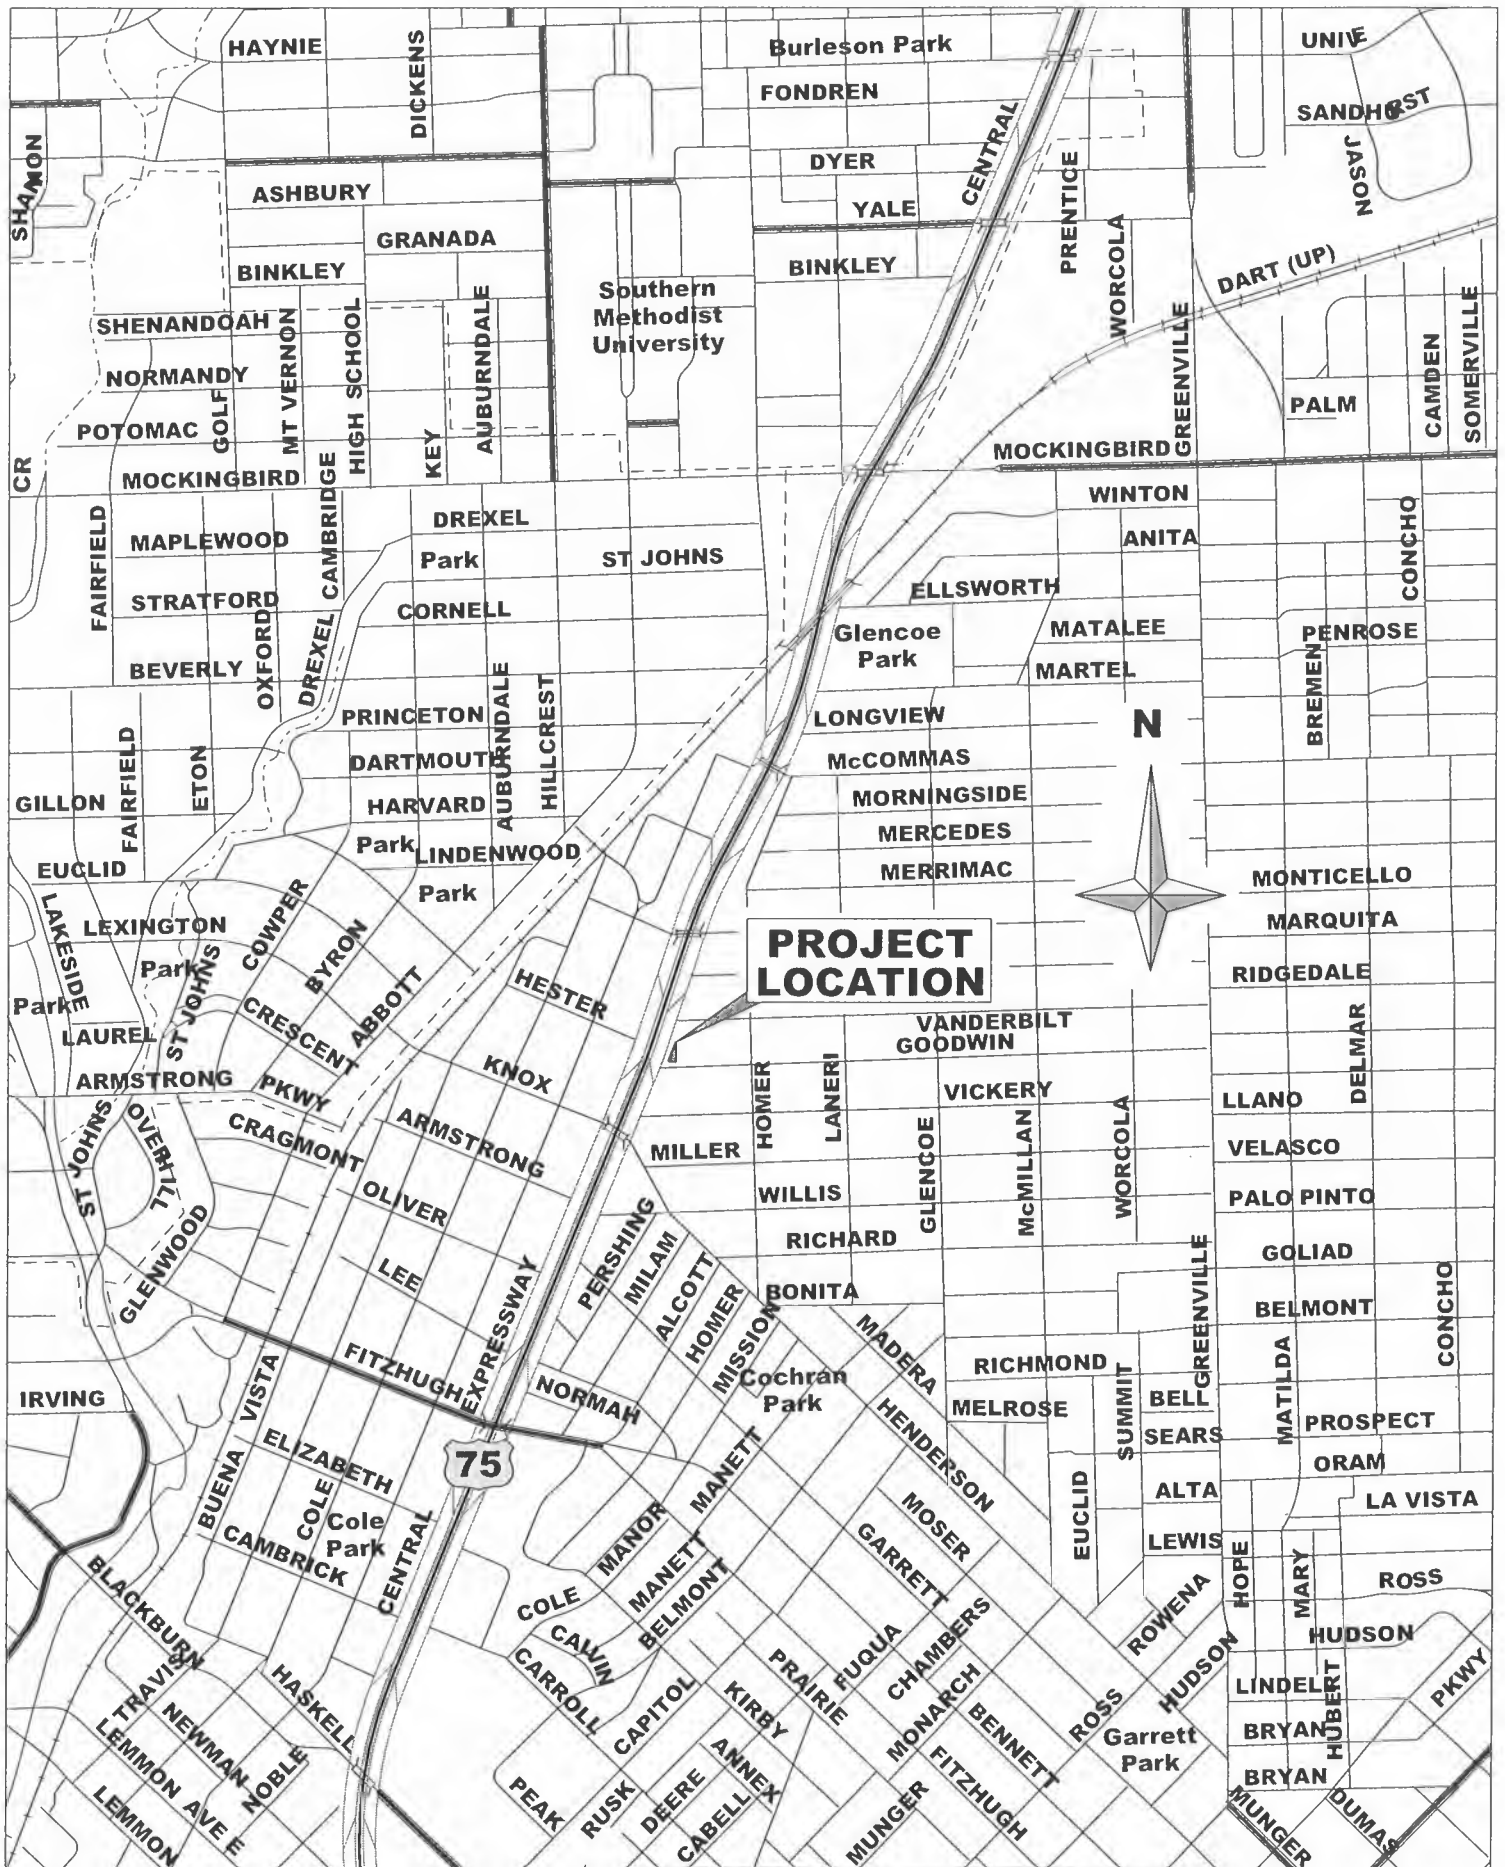 HAYNIE
DICKENS
Burleson Park
UNIVE
FONDREN
CENTRAL
SANDHURST
SHANNON
ASHBURY
DYER
PRENTICE
JASON
YALE
GRANADA
BINKLEY
BINKLEY
WORCOLA
DART (UP)
Southern
Methodist
University
SHENANDOAH
MT VERNON
HIGH SCHOOL
AUBURNDALE
GREENVILLE
NORMANDY
GOLF
PALM
CAMDEN
SOMERVILLE
POTOMAC
KEY
CR
MOCKINGBIRD
MOCKINGBIRD
CAMBRIDGE
WINTON
CONCHO
FAIRFIELD
MAPLEWOOD
DREXEL
Park
ST JOHNS
ANITA
STRATFORD
CORNELL
ELLSWORTH
OXFORD
DREXEL
Glencoe
Park
MATALEE
PENROSE
BEVERLY
MARTEL
BREMENT
AUBURNDALE
HILLCREST
PRINCETON
LONGVIEW
N
FAIRFIELD
ETON
DARTMOUTH
McCOMMAS
GILLON
HARVARD
MORNINGSIDE
Park
LINDENWOOD
MERCEDES
EUCLID
Park
MERRIMAC
MONTICELLO
LAKESIDE
LEXINGTON
COWPER
BYRON
MARQUITA
PROJECT
LOCATION
Park
ST JOHNS
ABBOTT
HESTER
RIDGEDALE
Park
LAUREL
CRESCENT
VANDERBILT
GOODWIN
DELMAR
ARMSTRONG
PKWY
KNOX
HOMER
LANERI
VICKERY
LLANO
ST JOHNS
OVERHILL
CRAGMONT
ARMSTRONG
MILLER
GLENCOE
McMILLAN
WORCOLA
VELASCO
OLIVER
WILLIS
PALO PINTO
GLENWOOD
LEE
PERSHING
MILAM
RICHARD
GOLIAD
EXPRESSWAY
ALCOTT
HOMER
MISSION
BONITA
GREENVILLE
BELMONT
CONCHO
FITZHUGH
MADERA
RICHMOND
IRVING
BUENA
VISTA
NORMAH
Cochran
Park
MELROSE
SUMMIT
BELL
MATILDA
PROSPECT
HENDERSON
SEARS
ELIZABETH
75
MANETT
ORAM
COLE
Cole
Park
CAMBRICK
CENTRAL
MANOR
MOSER
EUCLID
ALTA
LA VISTA
GARRETT
LEWIS
HOPE
MARY
ROSS
BLACKBURN
COLE
MANETT
BELMONT
ROWENA
HUDSON
CALVIN
FUQUA
CHAMBERS
HUDSON
TRAVIS
HASKELL
CARROLL
CAPITOL
PRAIRIE
KIRBY
MONARCH
BENNETT
ROSS
LINDELL
HUBERT
PKWY
NEWMAN
Garrett
Park
BRYAN
LEMMON AVE E
NOBLE
ANNEX
FITZHUGH
BRYAN
LEMMON
PEAK
RUSK
DEERE
CABELL
MUNGER
MUNGER
DUMAS